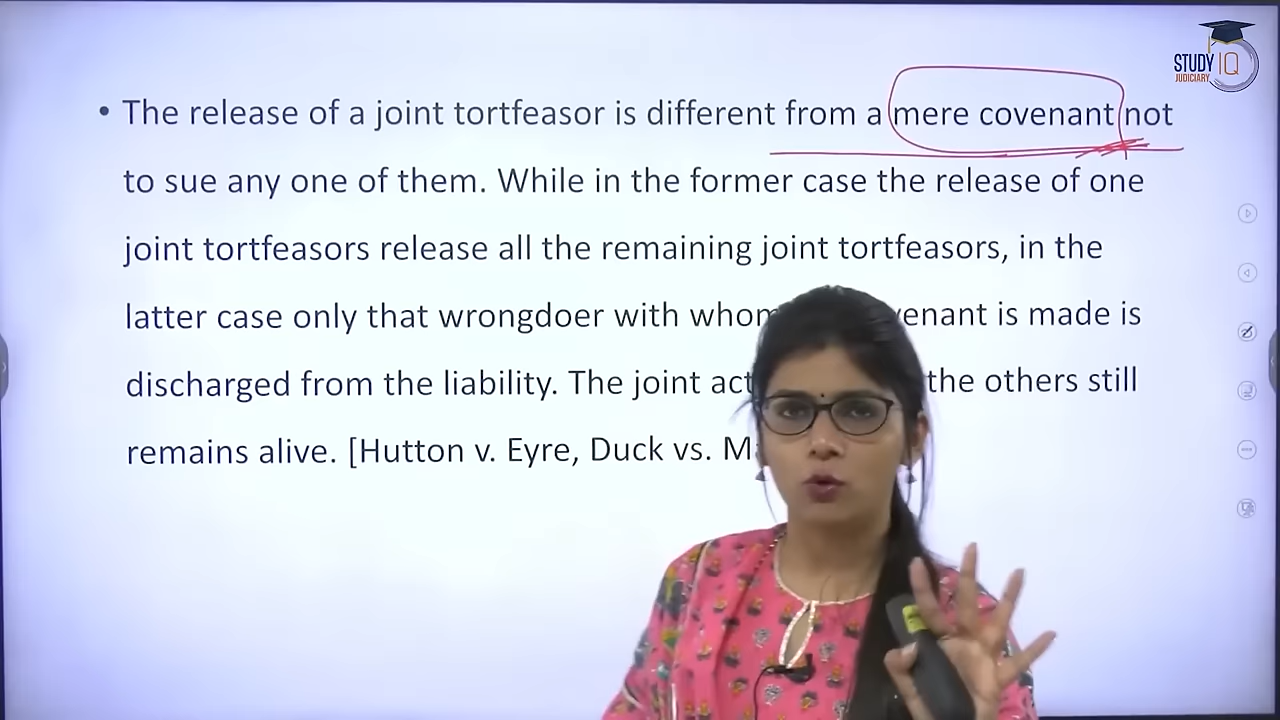 STUDY IQ
JUDICIARY
• The release of a joint tortfeasor is different from a mere covenant not
to sue any one of them. While in the former case the release of one
joint tortfeasors release all the remaining joint tortfeasors, in the
latter case only that wrongdoer with whom venant is made is
discharged from the liability. The joint act the others still
remains alive. [Hutton v. Eyre, Duck vs. Ma